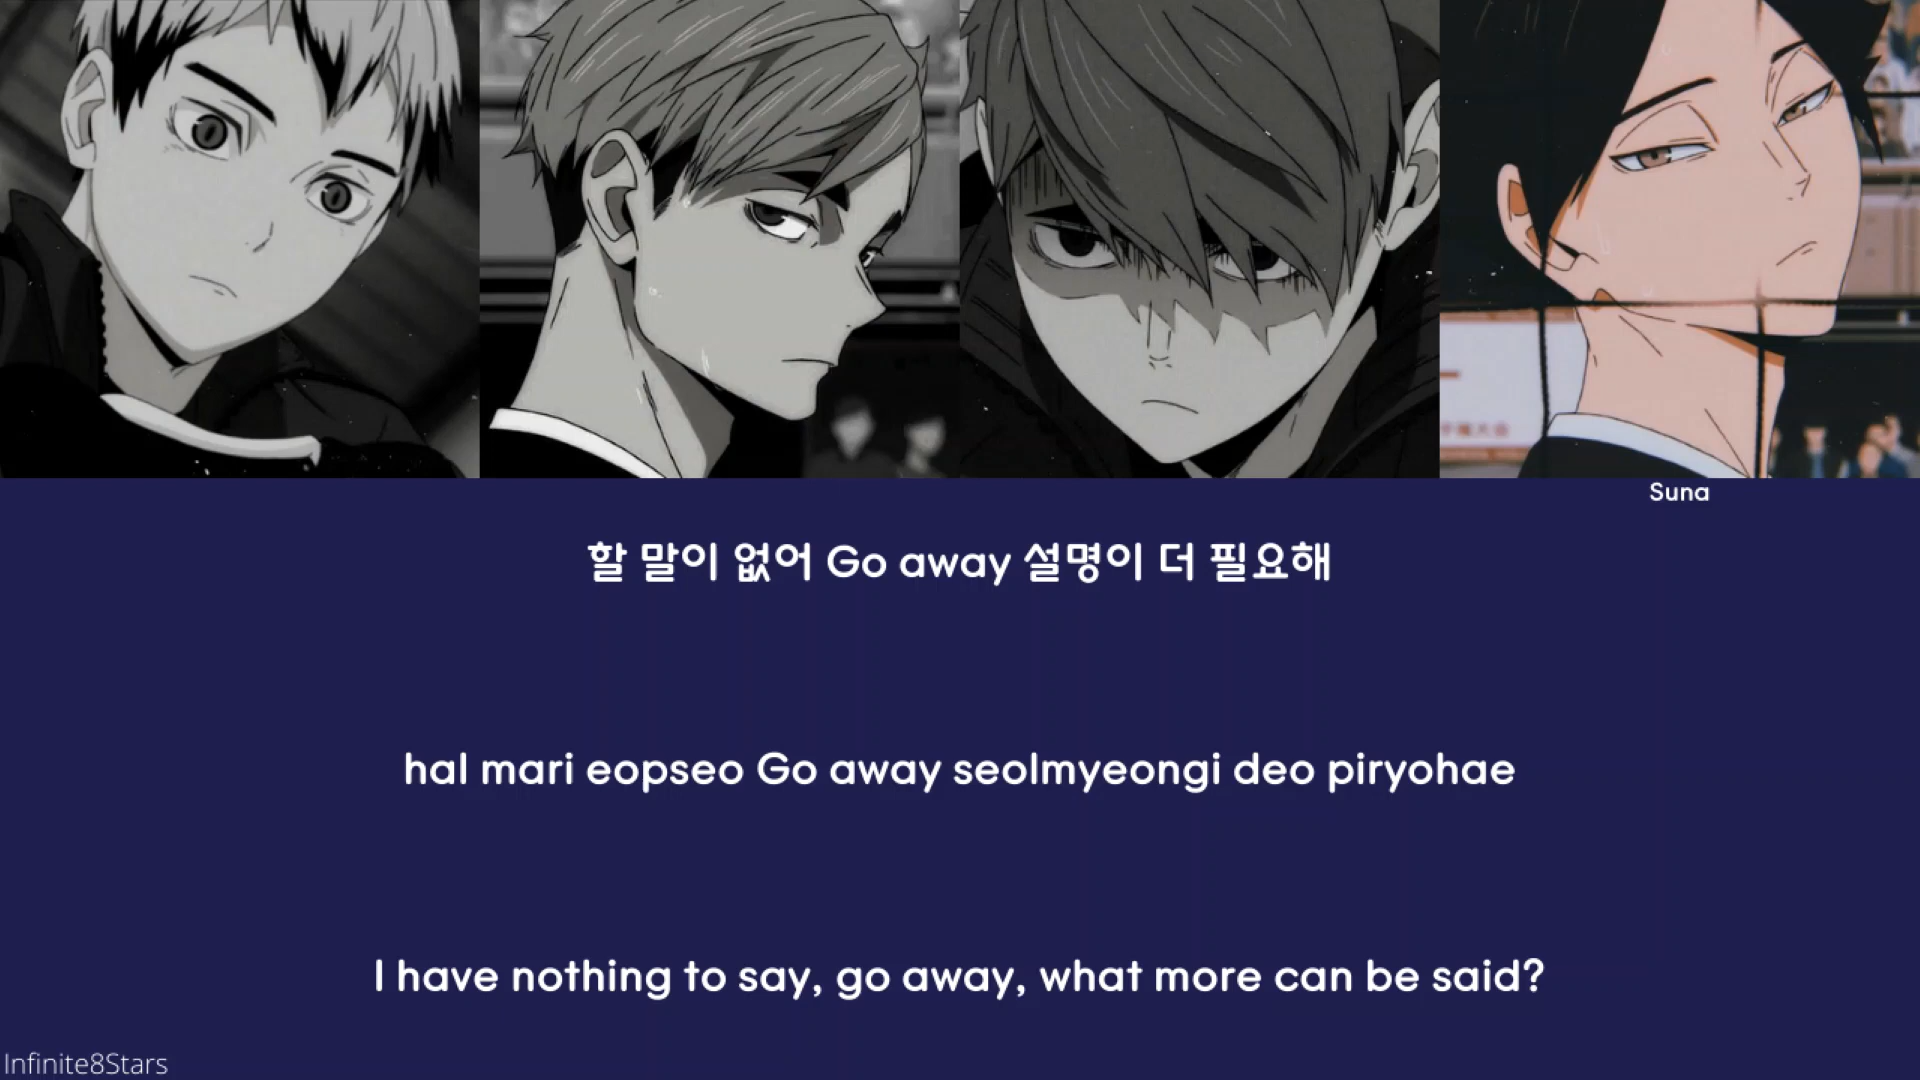 Suna
할 말이 없어 Go away 설명이 더 필요해
hal mari eopseo Go away seolmyeongi deo piryohae
I have nothing to say, go away, what more can be said?
Infinite8Stars